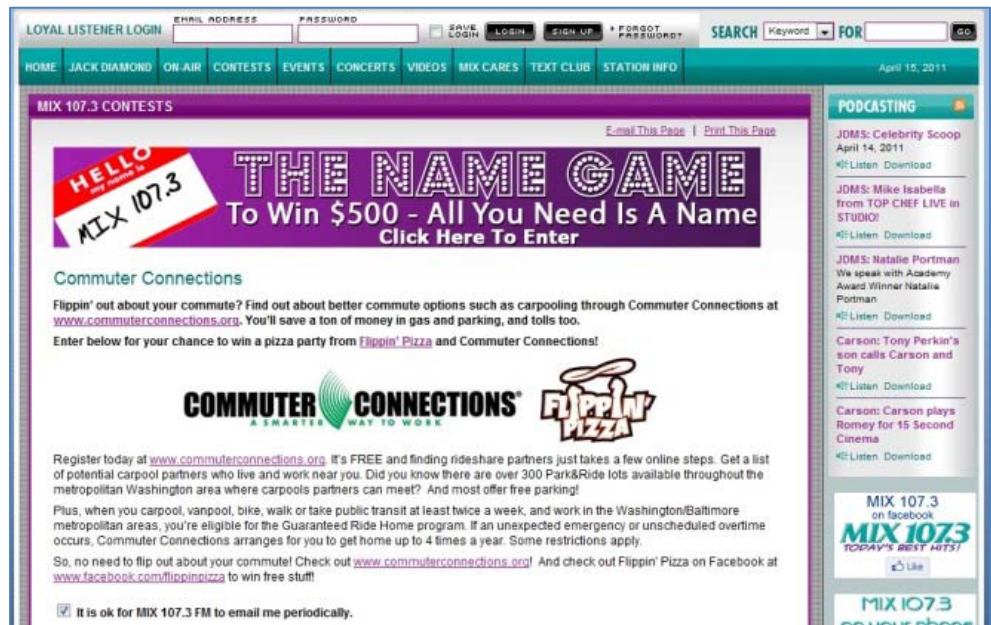 LOYAL LISTENER LOGIN
EMAIL ADDRESS
PASSWORD
SAVE LOGIN
LOGIN
SIGN UP
FORGOT PASSWORD?
SEARCH
Keyword
FOR
GO
HOME
JACK DIAMOND
ON-AIR
CONTESTS
EVENTS
CONCERTS
VIDEOS
MIX CARES
TEXT CLUB
STATION INFO
April 15, 2011
MIX 107.3 CONTESTS
E-mail This Page | Print This Page
HELLO
my name is
MIX 107.3
THE NAME GAME
To Win $500 - All You Need Is A Name
Click Here To Enter
Commuter Connections
Flippin' out about your commute? Find out about better commute options such as carpooling through Commuter Connections at
www.commuterconnections.org. You'll save a ton of money in gas and parking, and tolls too.
Enter below for your chance to win a pizza party from Flippin' Pizza and Commuter Connections!
COMMUTER CONNECTIONS®
A SMARTER WAY TO WORK
FLIPPIN'
PIZZA
Register today at www.commuterconnections.org. It's FREE and finding rideshare partners just takes a few online steps. Get a list
of potential carpool partners who live and work near you. Did you know there are over 300 Park&Ride lots available throughout the
metropolitan Washington area where carpools partners can meet? And most offer free parking!
Plus, when you carpool, vanpool, bike, walk or take public transit at least twice a week, and work in the Washington/Baltimore
metropolitan areas, you're eligible for the Guaranteed Ride Home program. If an unexpected emergency or unscheduled overtime
occurs, Commuter Connections arranges for you to get home up to 4 times a year. Some restrictions apply.
So, no need to flip out about your commute! Check out www.commuterconnections.org! And check out Flippin' Pizza on Facebook at
www.facebook.com/flippinpizza to win free stuff!
It is ok for MIX 107.3 FM to email me periodically.
PODCASTING
JDMS: Celebrity Scoop
April 14, 2011
Listen Download
JDMS: Mike Isabella
from TOP CHEF LIVE in
STUDIO!
Listen Download
JDMS: Natalie Portman
We speak with Academy
Award Winner Natalie
Portman
Listen Download
Carson: Tony Perkin's
son calls Carson and
Tony
Listen Download
Carson: Carson plays
Romey for 15 Second
Cinema
Listen Download
MIX 107.3
on facebook
MIX 107.3
TODAY'S BEST HITS!
Like
MIX 107.3
on your phone